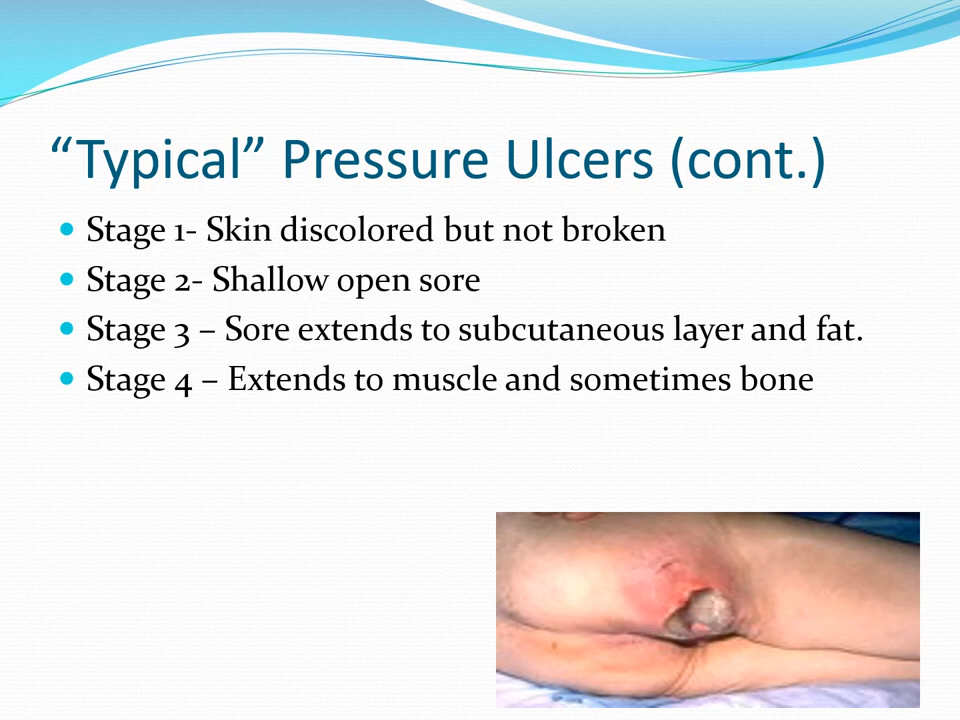 “Typical” Pressure Ulcers (cont.)
Stage 1- Skin discolored but not broken
Stage 2- Shallow open sore
Stage 3 – Sore extends to subcutaneous layer and fat.
Stage 4 – Extends to muscle and sometimes bone